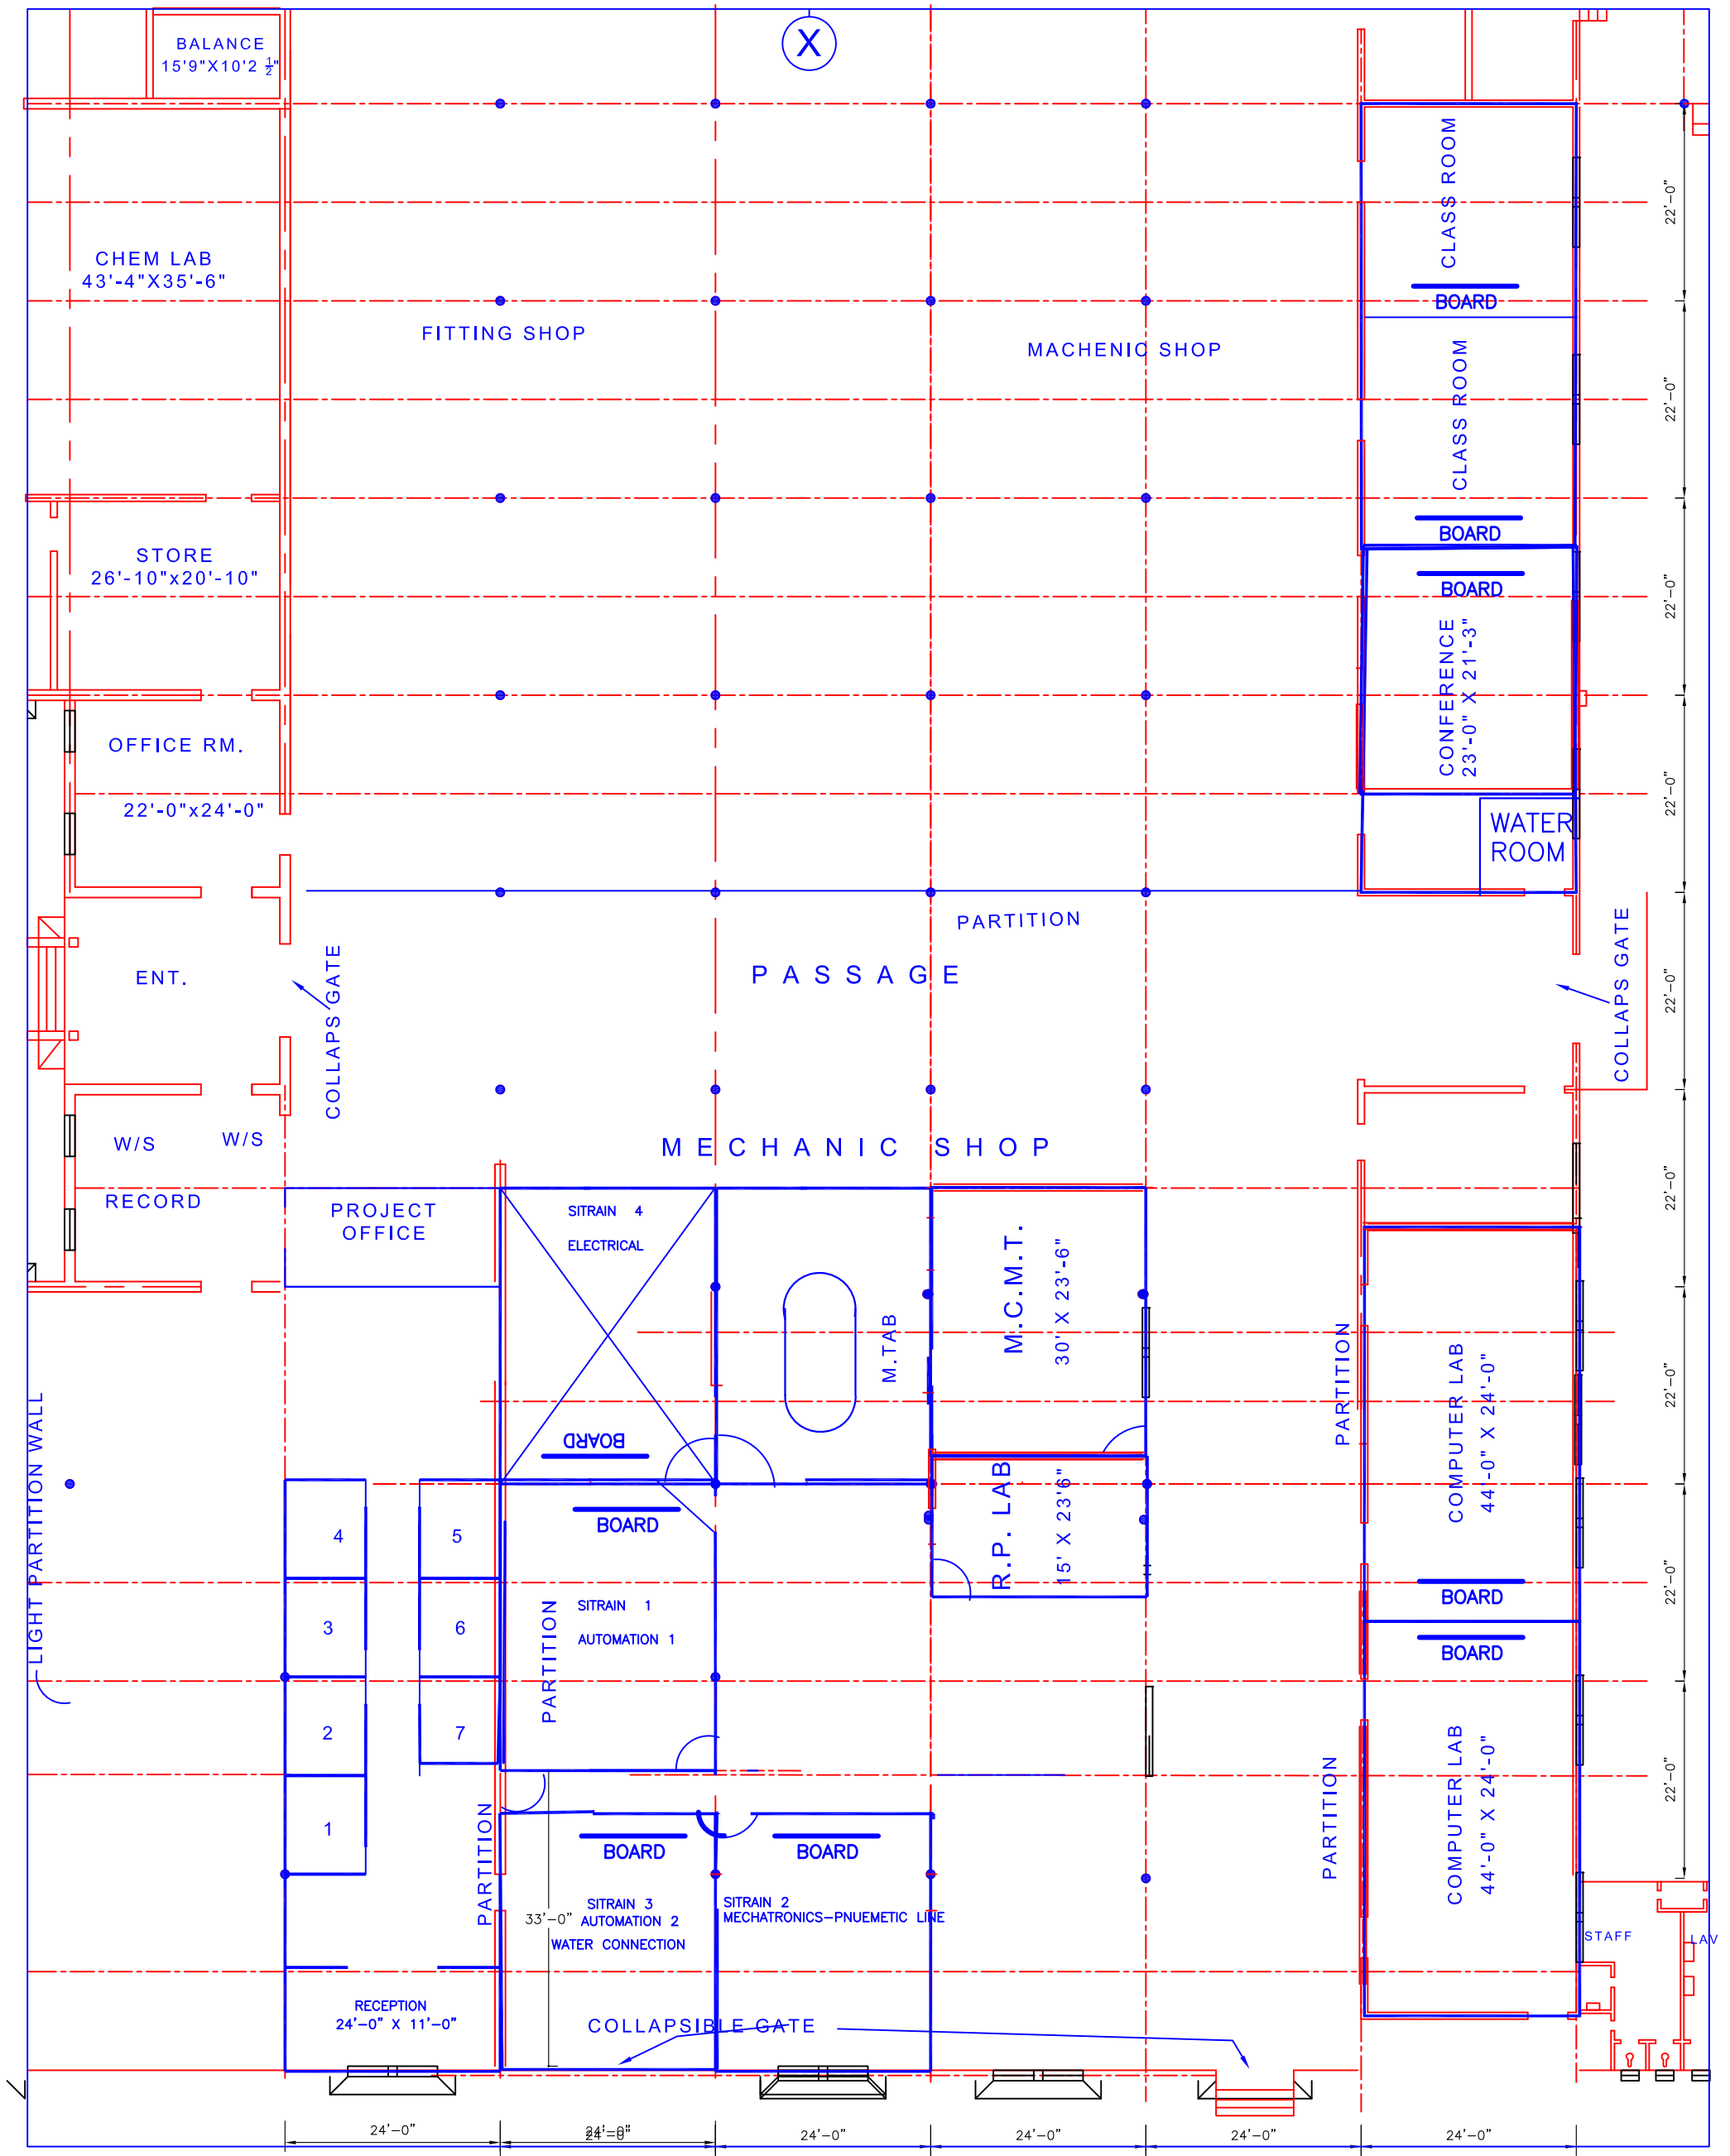 X
BALANCE
15'9"X10'2 1/2"
CLASS ROOM
22'-0"
CHEM LAB
43'-4"X35'-6"
BOARD
FITTING SHOP
MACHENIC SHOP
CLASS ROOM
22'-0"
BOARD
STORE
26'-10"x20'-10"
BOARD
22'-0"
CONFERENCE
23'-0" X 21'-3"
OFFICE RM.
22'-0"x24'-0"
22'-0"
WATER
ROOM
PARTITION
PASSAGE
ENT.
COLLAPS GATE
COLLAPS GATE
22'-0"
MECHANIC SHOP
W/S
W/S
22'-0"
RECORD
PROJECT
OFFICE
SITRAIN 4
ELECTRICAL
M.TAB
M.C.M.T.
30' X 23'-6"
PARTITION
COMPUTER LAB
44'-0" X 24'-0"
22'-0"
LIGHT PARTITION WALL
BOARD
BOARD
R.P. LAB
15' X 23'6"
4
5
22'-0"
BOARD
SITRAIN 1
AUTOMATION 1
PARTITION
3
6
BOARD
2
7
22'-0"
PARTITION
COMPUTER LAB
44'-0" X 24'-0"
1
PARTITION
BOARD
BOARD
SITRAIN 3
AUTOMATION 2
WATER CONNECTION
33'-0"
SITRAIN 2
MECHATRONICS-PNUEMETIC LINE
STAFF
LAV
RECEPTION
24'-0" X 11'-0"
COLLAPSIBLE GATE
24'-0"
24'-0"
24'-0"
24'-0"
24'-0"
24'-0"